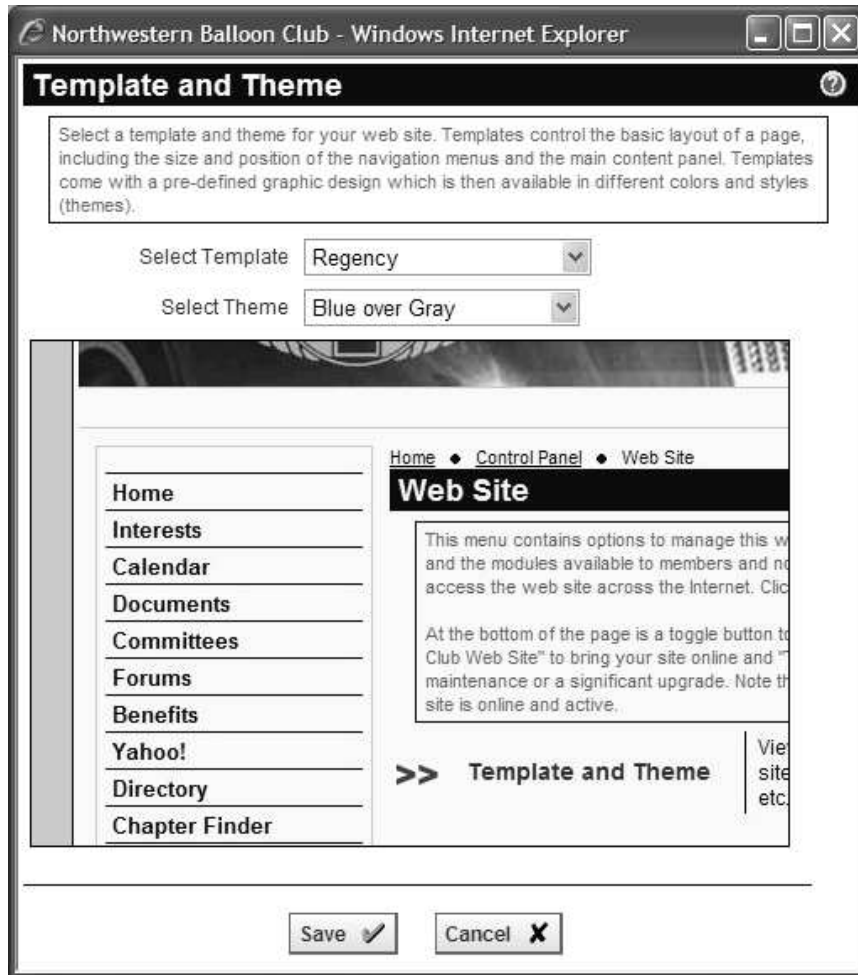 Northwestern Balloon Club - Windows Internet Explorer
Template and Theme
Select a template and theme for your web site. Templates control the basic layout of a page,
including the size and position of the navigation menus and the main content panel. Templates
come with a pre-defined graphic design which is then available in different colors and styles
(themes).
Select Template Regency
Select Theme Blue over Gray
Home ◆ Control Panel ◆ Web Site
Web Site
Home
Interests
Calendar
Documents
Committees
Forums
Benefits
Yahoo!
Directory
Chapter Finder
This menu contains options to manage this w
and the modules available to members and no
access the web site across the Internet. Clic
At the bottom of the page is a toggle button to
Club Web Site" to bring your site online and "T
maintenance or a significant upgrade. Note th
site is online and active.
>> Template and Theme
Vie
site
etc.
Save
Cancel